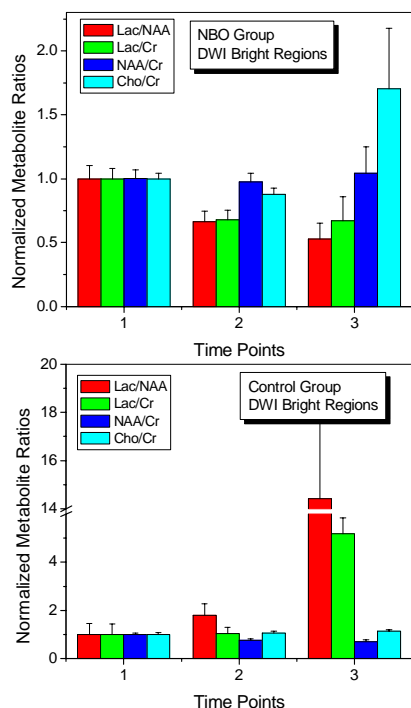 NBO Group
DWI Bright Regions
Lac/NAA
Lac/Cr
NAA/Cr
Cho/Cr
Normalized Metabolite Ratios
2.0
1.5
1.0
0.5
0.0
1 2 3
Time Points
Control Group
DWI Bright Regions
Lac/NAA
Lac/Cr
NAA/Cr
Cho/Cr
Normalized Metabolite Ratios
20
18
16
14
4
2
0
1 2 3
Time Points